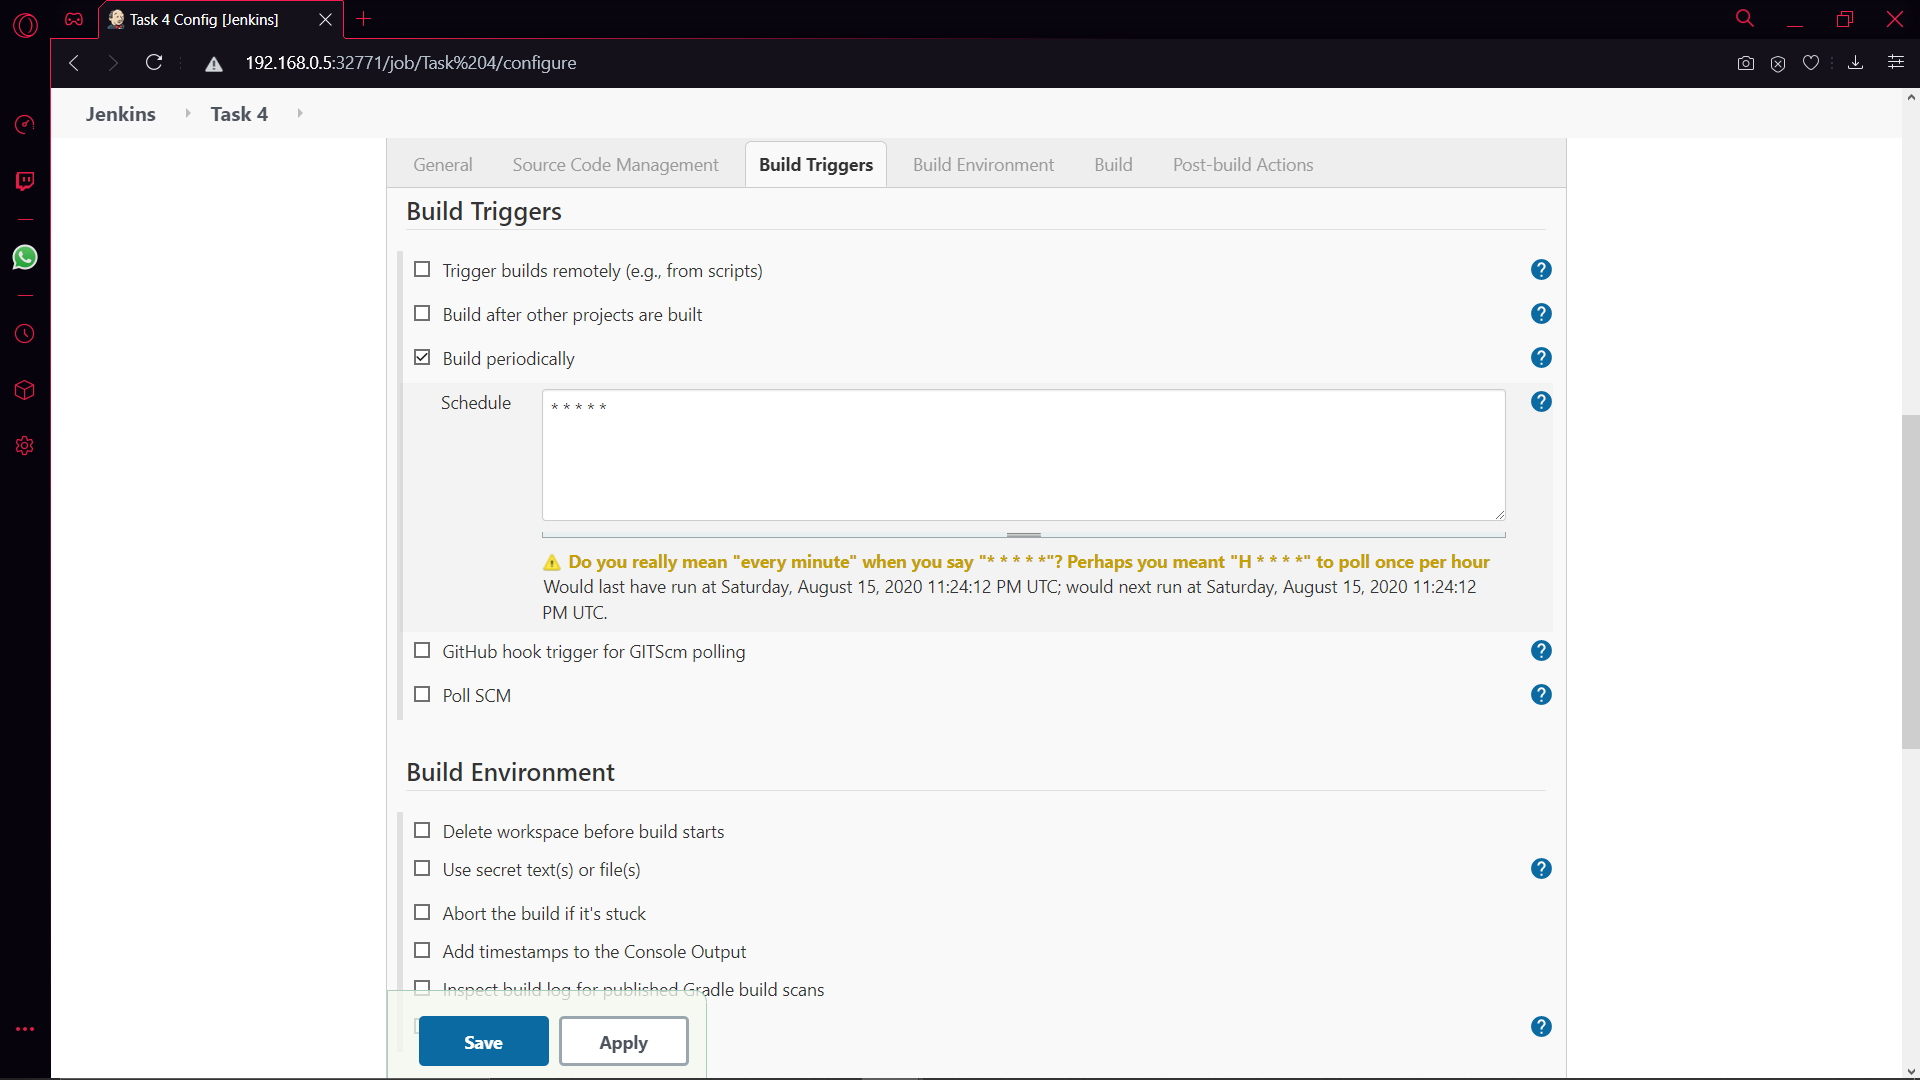 Task 4 Config [Jenkins]
192.168.0.5:32771/job/Task%204/configure
Jenkins Task 4
General Source Code Management Build Triggers Build Environment Build Post-build Actions
Build Triggers
Trigger builds remotely (e.g., from scripts)
Build after other projects are built
Build periodically
Schedule
* * * * *
Do you really mean "every minute" when you say "* * * * *"? Perhaps you meant "H * * * *" to poll once per hour
Would last have run at Saturday, August 15, 2020 11:24:12 PM UTC; would next run at Saturday, August 15, 2020 11:24:12
PM UTC.
GitHub hook trigger for GITScm polling
Poll SCM
Build Environment
Delete workspace before build starts
Use secret text(s) or file(s)
Abort the build if it's stuck
Add timestamps to the Console Output
Inspect build log for published Gradle build scans
Save Apply